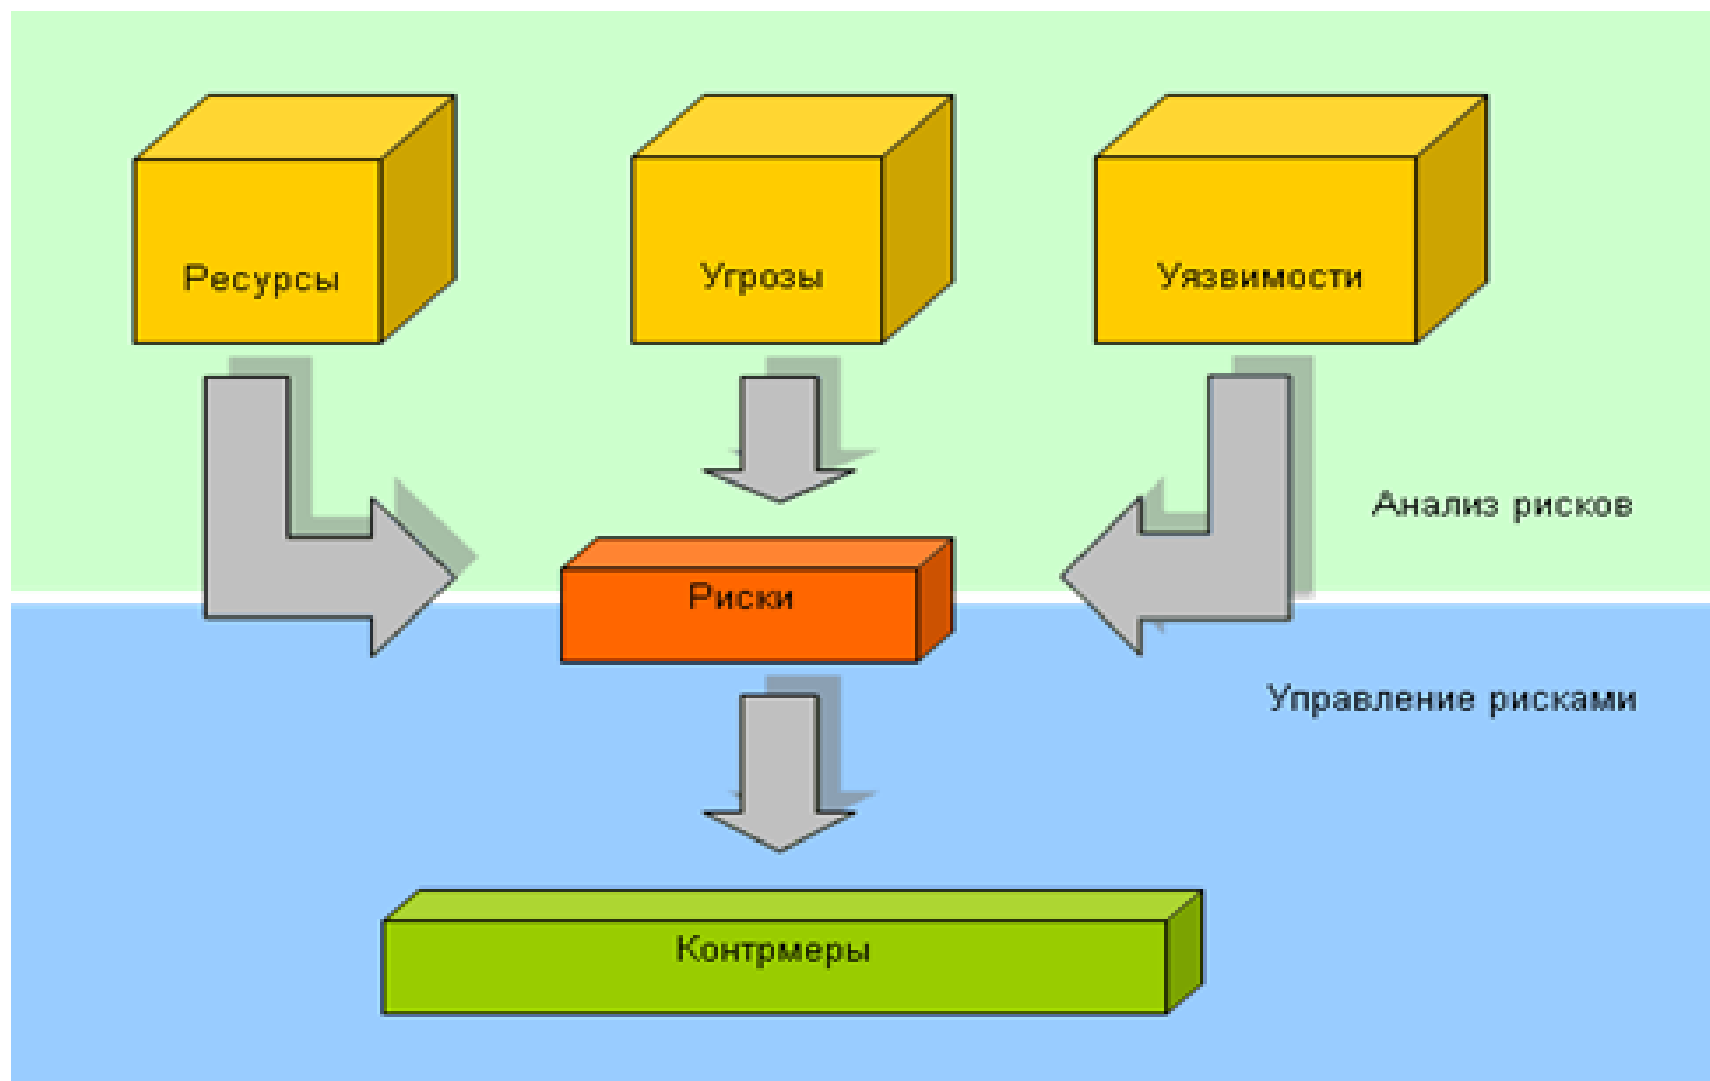 Ресурсы
Угрозы
Уязвимости
Анализ рисков
Риски
Управление рисками
Контрмеры